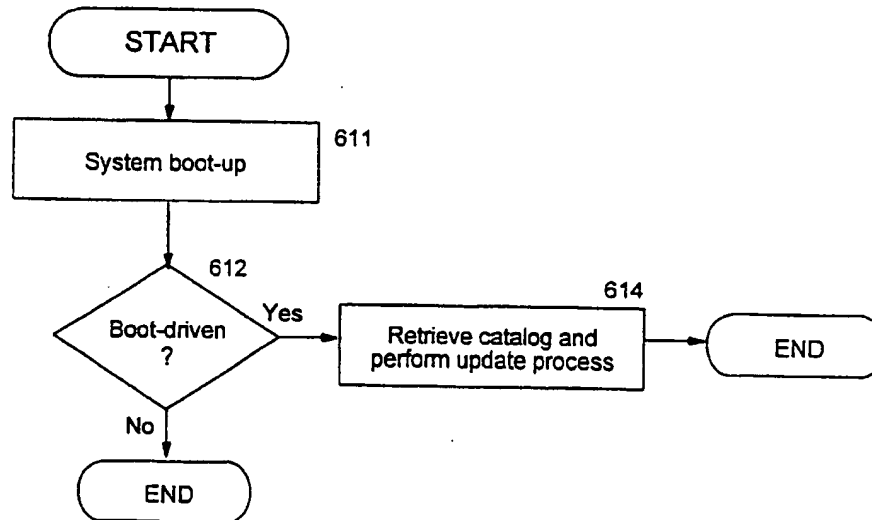 START
611
System boot-up
612
Boot-driven
?
Yes
614
Retrieve catalog and
perform update process
END
No
END